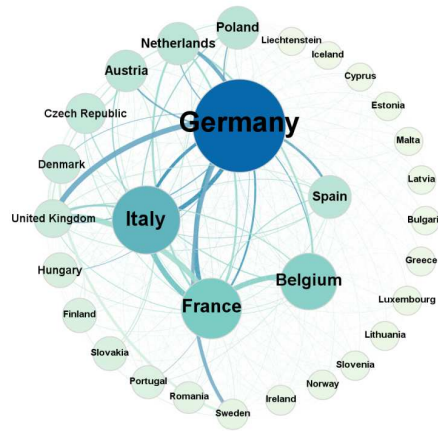 Poland
Netherlands
Liechtenstein
Iceland
Austria
Cyprus
Estonia
Czech Republic
Germany
Malta
Denmark
Latvia
Spain
United Kingdom
Italy
Bulgari
Greece
Hungary
Belgium
Luxembourg
France
Finland
Lithuania
Slovakia
Slovenia
Portugal
Norway
Romania
Ireland
Sweden